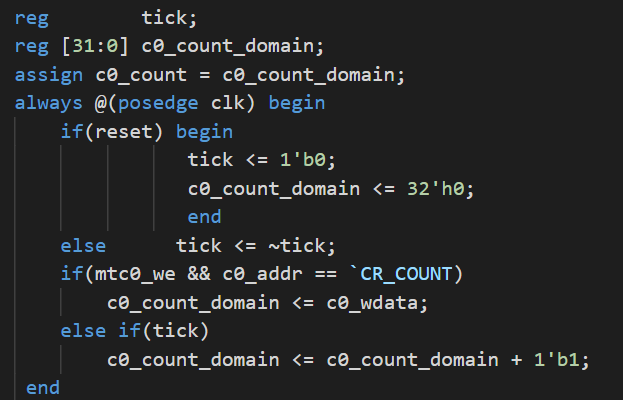 reg        tick;
reg [31:0] c0_count_domain;
assign c0_count = c0_count_domain;
always @(posedge clk) begin
    if(reset) begin
               tick <= 1'b0;
               c0_count_domain <= 32'h0;
               end
    else      tick <= ~tick;
    if(mtc0_we && c0_addr == `CR_COUNT)
        c0_count_domain <= c0_wdata;
    else if(tick)
        c0_count_domain <= c0_count_domain + 1'b1;
 end